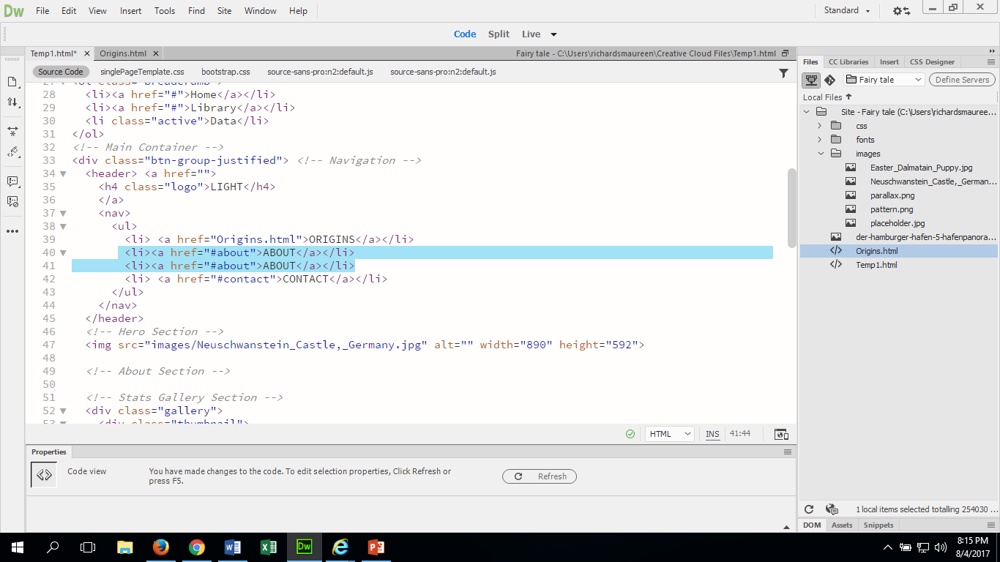 Dw File Edit View Insert Tools Find Site Window Help Standard
Code Split Live
Temp1.html* Origins.html Fairy tale - C:\Users\richardsmaureen\Creative Cloud Files\Temp1.html
Source Code singlePageTemplate.css bootstrap.css source-sans-pro:n2:default.js source-sans-pro:n2:default.js
27 <ol class="breadcrumb">
28 <li><a href="#">Home</a></li>
29 <li><a href="#">Library</a></li>
30 <li class="active">Data</li>
31 </ol>
32 <!-- Main Container -->
33 <div class="btn-group-justified"> <!-- Navigation -->
34 <header> <a href="">
35 <h4 class="logo">LIGHT</h4>
36 </a>
37 <nav>
38 <ul>
39 <li> <a href="Origins.html">ORIGINS</a></li>
40 <li><a href="#about">ABOUT</a></li>
41 <li><a href="#about">ABOUT</a></li>
42 <li> <a href="#contact">CONTACT</a></li>
43 </ul>
44 </nav>
45 </header>
46 <!-- Hero Section -->
47 <img src="images/Neuschwanstein_Castle,_Germany.jpg" alt="" width="890" height="592">
48
49 <!-- About Section -->
50
51 <!-- Stats Gallery Section -->
52 <div class="gallery">
53 <div class="thumbnail">
HTML INS 41:44
Properties
Code view You have made changes to the code. To edit selection properties, Click Refresh or
press F5.
Refresh
Files CC Libraries Insert CSS Designer
Fairy tale Define Servers
Local Files
Site - Fairy tale (C:\Users\richardsmauree...
css
fonts
images
Easter_Dalmatain_Puppy.jpg
Neuschwanstein_Castle,_German...
parallax.png
pattern.png
placeholder.jpg
der-hamburger-hafen-5-hafenpanora...
Origins.html
Temp1.html
1 local items selected totalling 254030 ...
DOM Assets Snippets
Dw
8:15 PM
8/4/2017